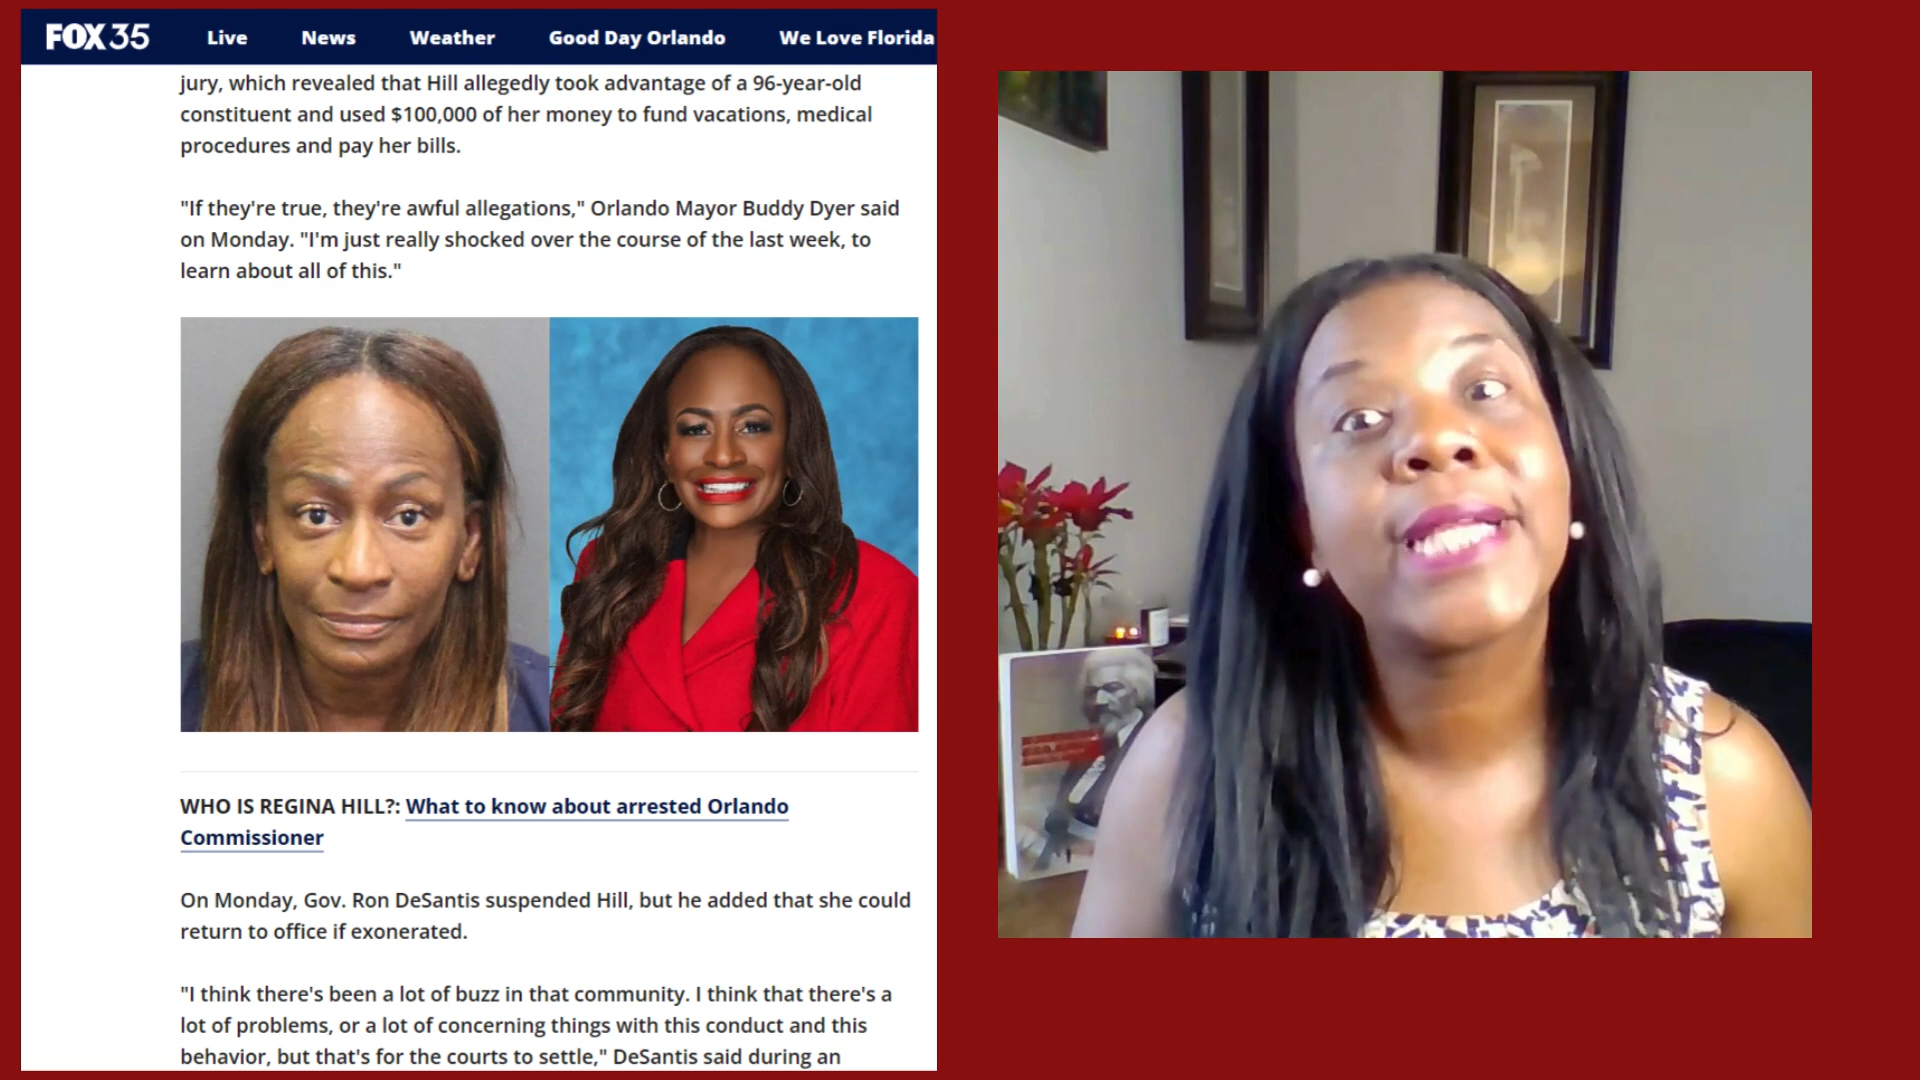 FOX 35 Live News Weather Good Day Orlando We Love Florida
jury, which revealed that Hill allegedly took advantage of a 96-year-old
constituent and used $100,000 of her money to fund vacations, medical
procedures and pay her bills.
"If they're true, they're awful allegations," Orlando Mayor Buddy Dyer said
on Monday. "I'm just really shocked over the course of the last week, to
learn about all of this."
WHO IS REGINA HILL?: What to know about arrested Orlando
Commissioner
On Monday, Gov. Ron DeSantis suspended Hill, but he added that she could
return to office if exonerated.
"I think there's been a lot of buzz in that community. I think that there's a
lot of problems, or a lot of concerning things with this conduct and this
behavior, but that's for the courts to settle," DeSantis said during an